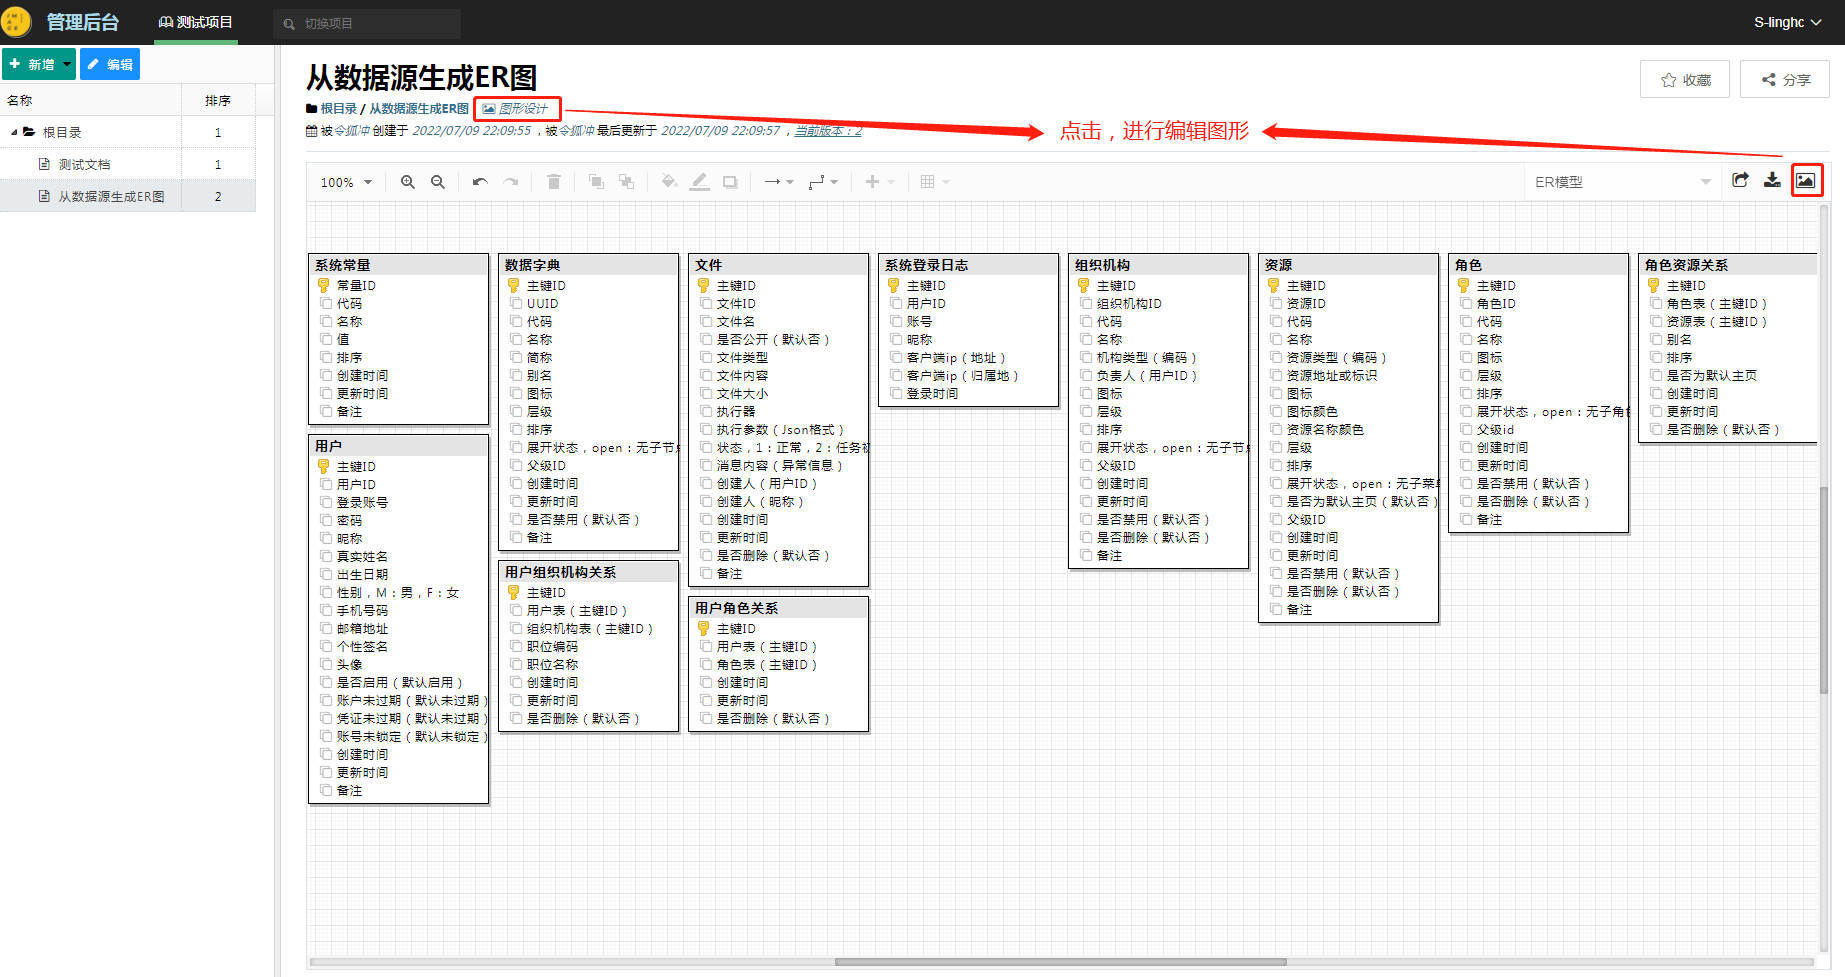 管理后台
测试项目
切换项目
S-linghc
新增
编辑
名称 排序
根目录 1
测试文档 1
从数据源生成ER图 2
从数据源生成ER图
收藏
分享
根目录 / 从数据源生成ER图 图形设计
被令狐冲 创建于 2022/07/09 22:09:55 ，被令狐冲 最后更新于 2022/07/09 22:09:57 ，当前版本：2
点击，进行编辑图形
100%
ER模型
系统常量
常量ID
代码
名称
值
排序
创建时间
更新时间
备注
用户
主键ID
用户ID
登录账号
密码
昵称
真实姓名
出生日期
性别，M：男，F：女
手机号码
邮箱地址
个性签名
头像
是否启用（默认启用）
账户未过期（默认未过期）
凭证未过期（默认未过期）
账号未锁定（默认未锁定）
创建时间
更新时间
备注
数据字典
主键ID
UUID
代码
名称
简称
别名
图标
层级
排序
展开状态，open：无子节点
父级ID
创建时间
更新时间
是否禁用（默认否）
备注
用户组织机构关系
主键ID
用户表（主键ID）
组织机构表（主键ID）
职位编码
职位名称
创建时间
更新时间
是否删除（默认否）
文件
主键ID
文件ID
文件名
是否公开（默认否）
文件类型
文件内容
文件大小
执行器
执行参数（Json格式）
状态，1：正常，2：任务初
消息内容（异常信息）
创建人（用户ID）
创建人（昵称）
创建时间
更新时间
是否删除（默认否）
备注
用户角色关系
主键ID
用户表（主键ID）
角色表（主键ID）
创建时间
更新时间
是否删除（默认否）
系统登录日志
主键ID
用户ID
账号
昵称
客户端ip（地址）
客户端ip（归属地）
登录时间
组织机构
主键ID
组织机构ID
代码
名称
机构类型（编码）
负责人（用户ID）
图标
层级
排序
展开状态，open：无子节点
父级ID
创建时间
更新时间
是否禁用（默认否）
是否删除（默认否）
备注
资源
主键ID
资源ID
代码
名称
资源类型（编码）
资源地址或标识
图标
图标颜色
资源名称颜色
层级
排序
展开状态，open：无子菜单
是否为默认主页（默认否）
父级ID
创建时间
更新时间
是否禁用（默认否）
是否删除（默认否）
备注
角色
主键ID
角色ID
代码
名称
图标
层级
排序
展开状态，open：无子角色
父级id
创建时间
更新时间
是否禁用（默认否）
是否删除（默认否）
备注
角色资源关系
主键ID
角色表（主键ID）
资源表（主键ID）
别名
排序
是否为默认主页
创建时间
更新时间
是否删除（默认否）